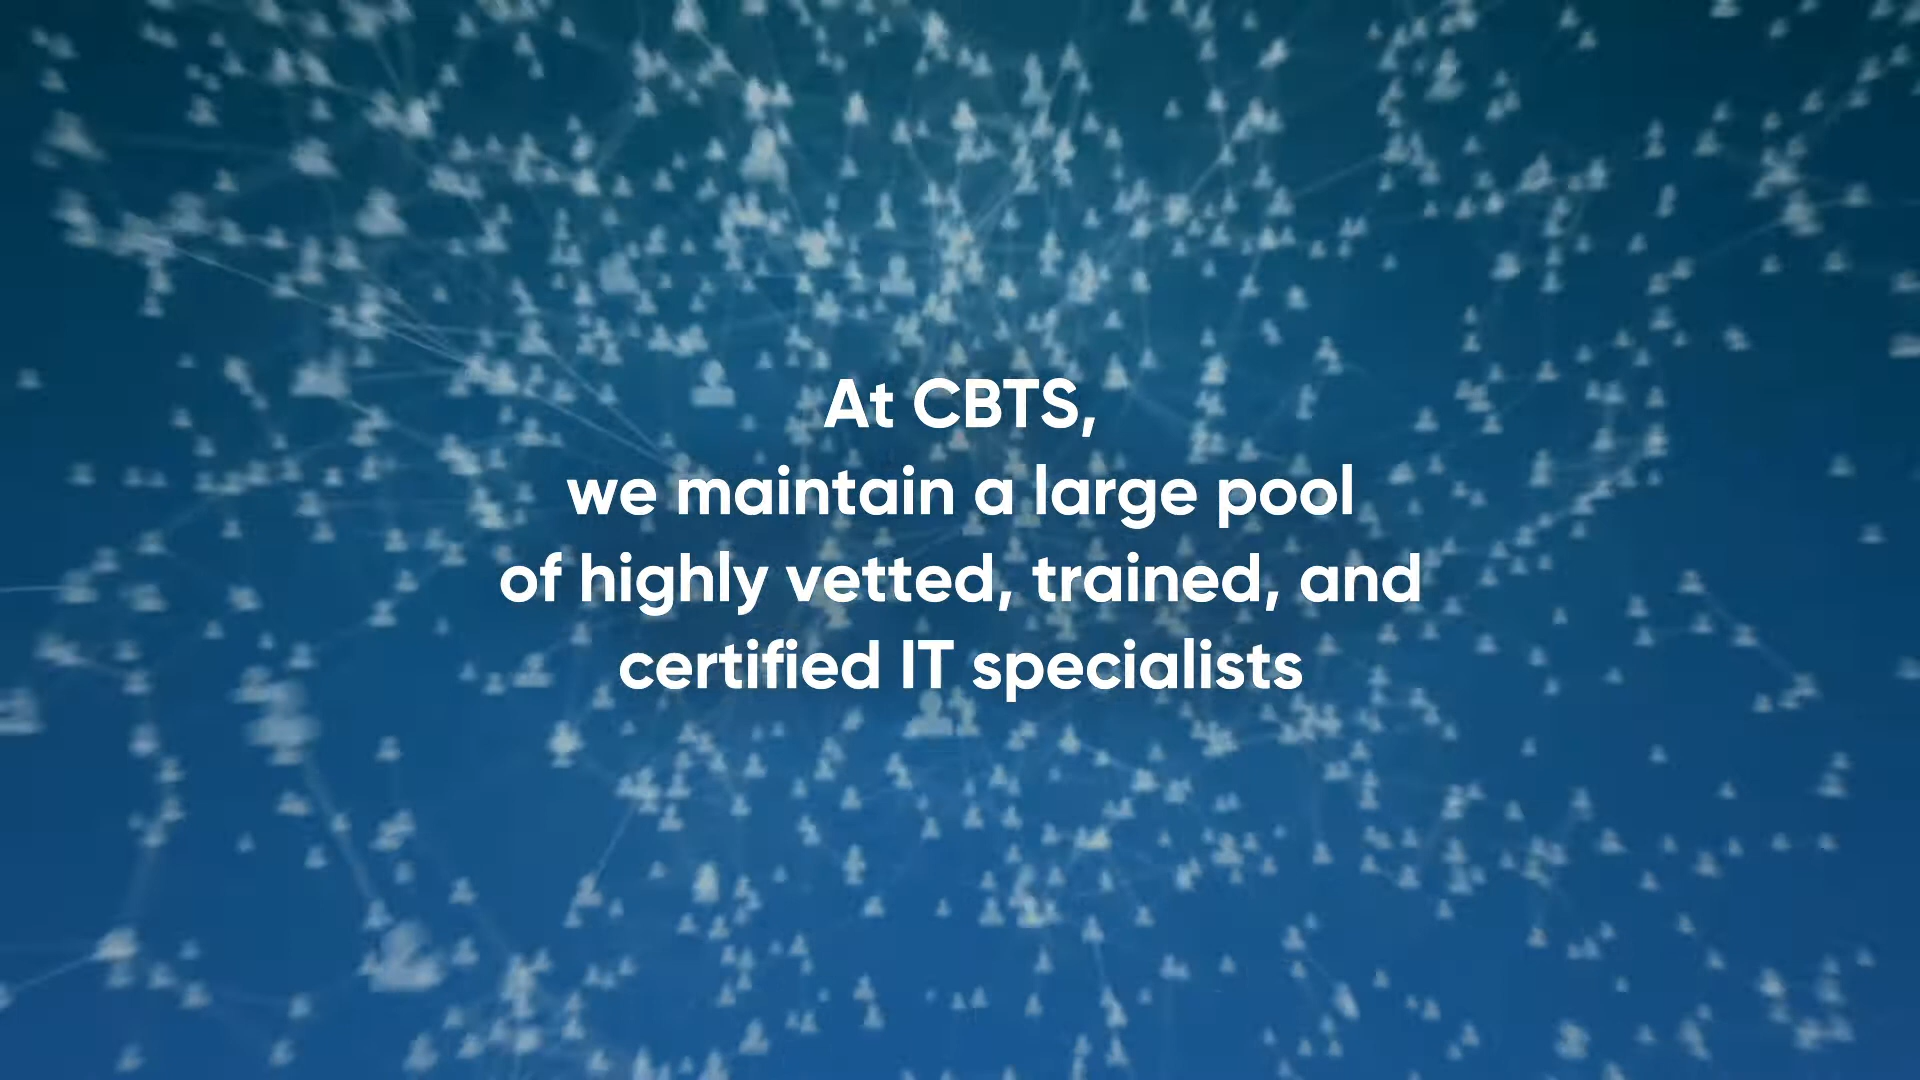 At CBTS,
we maintain a large pool
of highly vetted, trained, and
certified IT specialists